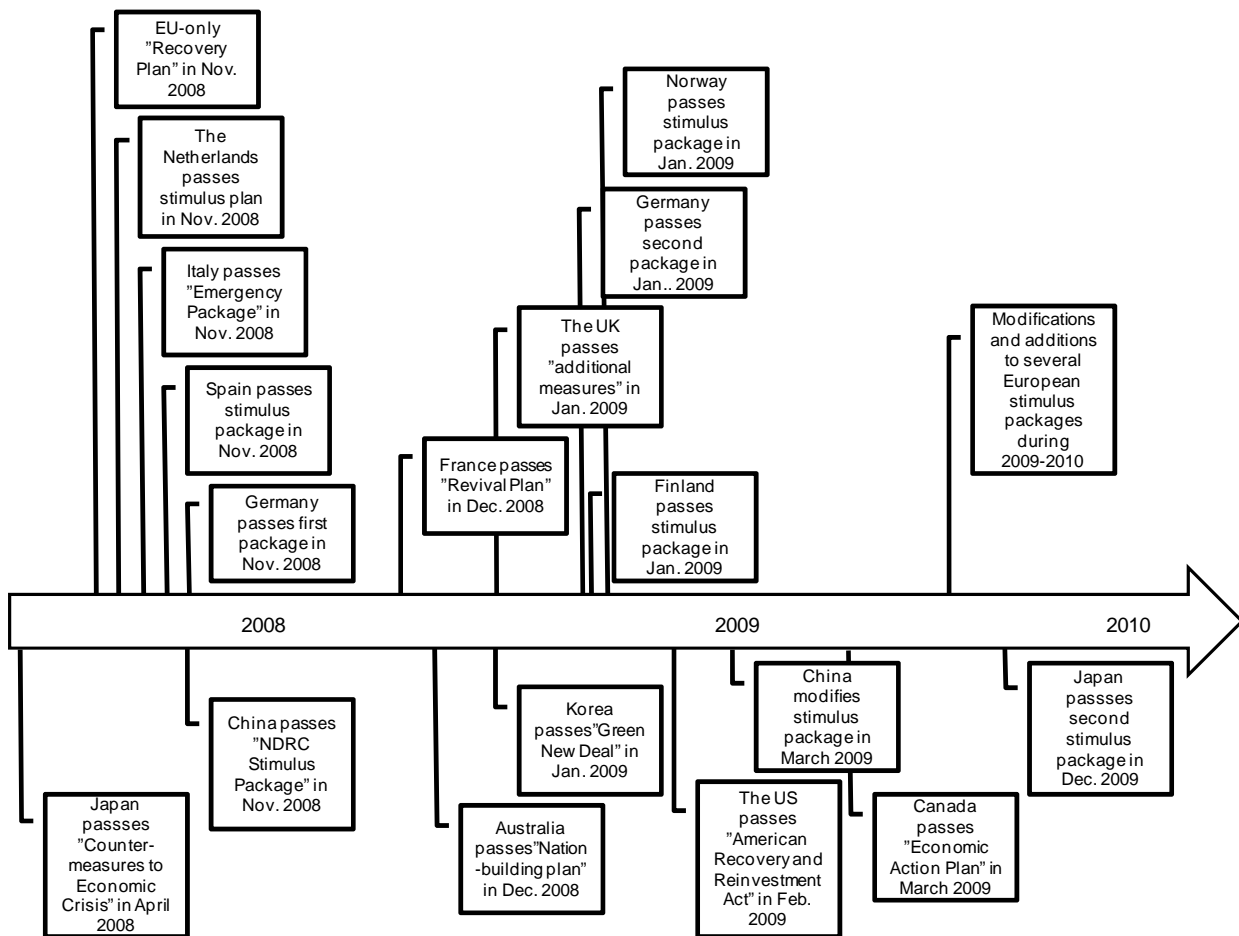 EU-only
”Recovery
Plan” in Nov.
2008
The
Netherlands
passes
stimulus plan
in Nov. 2008
Italy passes
”Emergency
Package” in
Nov. 2008
Spain passes
stimulus
package in
Nov. 2008
Germany
passes first
package in
Nov. 2008
France passes
”Revival Plan”
in Dec. 2008
The UK
passes
”additional
measures” in
Jan. 2009
Norway
passes
stimulus
package in
Jan. 2009
Germany
passes
second
package in
Jan.. 2009
Finland
passes
stimulus
package in
Jan. 2009
Modifications
and additions
to several
European
stimulus
packages
during
2009-2010
2008
2009
2010
Japan
passses
”Counter-
measures to
Economic
Crisis” in April
2008
China passes
”NDRC
Stimulus
Package” in
Nov. 2008
Australia
passes”Nation
-building plan”
in Dec. 2008
Korea
passes”Green
New Deal” in
Jan. 2009
The US
passes
”American
Recovery and
Reinvestment
Act” in Feb.
2009
China
modifies
stimulus
package in
March 2009
Canada
passes
”Economic
Action Plan” in
March 2009
Japan
passses
second
stimulus
package in
Dec. 2009